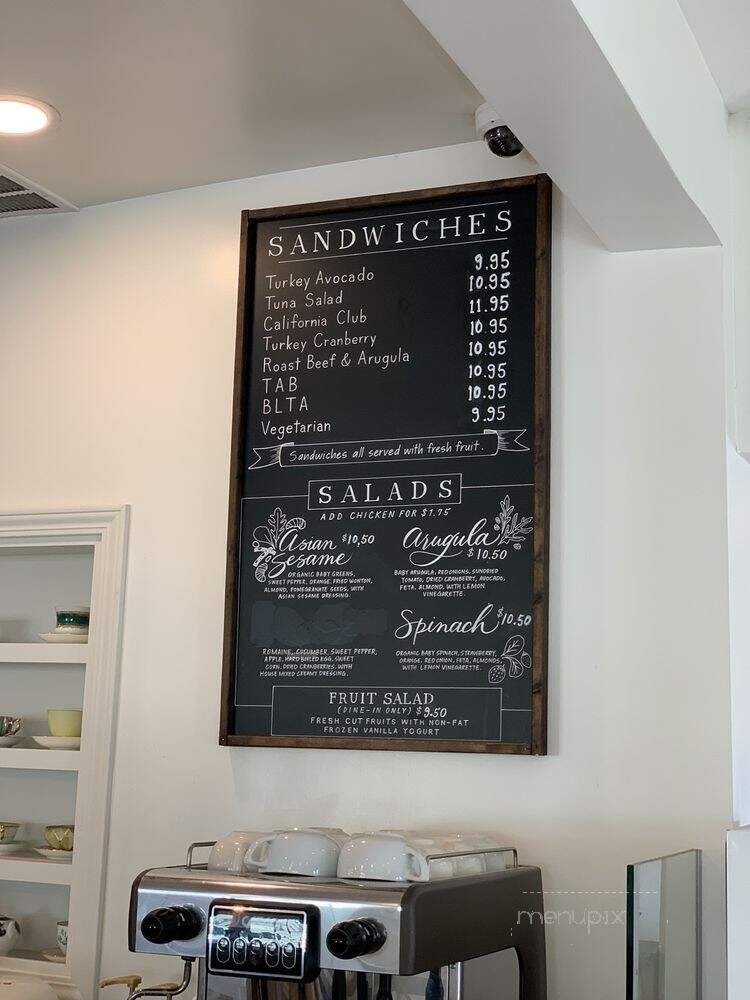 SANDWICHES
Turkey Avocado 9.95
Tuna Salad 10.95
California Club 11.95
Turkey Cranberry 10.95
Roast Beef & Arugula 10.95
TAB 10.95
BLTA 10.95
Vegetarian 9.95
Sandwiches all served with fresh fruit.
SALADS
ADD CHICKEN FOR $1.75
Asian Sesame $10,50
ORGANIC BABY GREENS,
SWEET PEPPER, ORANGE, FRIED WONTON,
ALMOND, POMEGRANATE SEEDS, WITH
ASIAN SESAME DRESSING.
Arugula
$10.50
BABY ARUGULA, RED ONIONS, SUNDRIED
TOMATO, DRIED CRANBERRY, AVOCADO,
FETA, ALMOND, WITH LEMON
VINEGARETTE.
ROMAINE, CUCUMBER, SWEET PEPPER,
APPLE, HARD BOILED EGG, SWEET
CORN, DRIED CRANBERRIES, WITH
HOUSE MIXED CREAMY DRESSING.
Spinach $10.50
ORGANIC BABY SPINACH, STRAWBERRY,
ORANGE, RED ONION, FETA, ALMONDS,
WITH LEMON VINEGARETTE.
FRUIT SALAD
(DINE-IN ONLY) $9.50
FRESH CUT FRUITS WITH NON-FAT
FROZEN VANILLA YOGURT
menupix